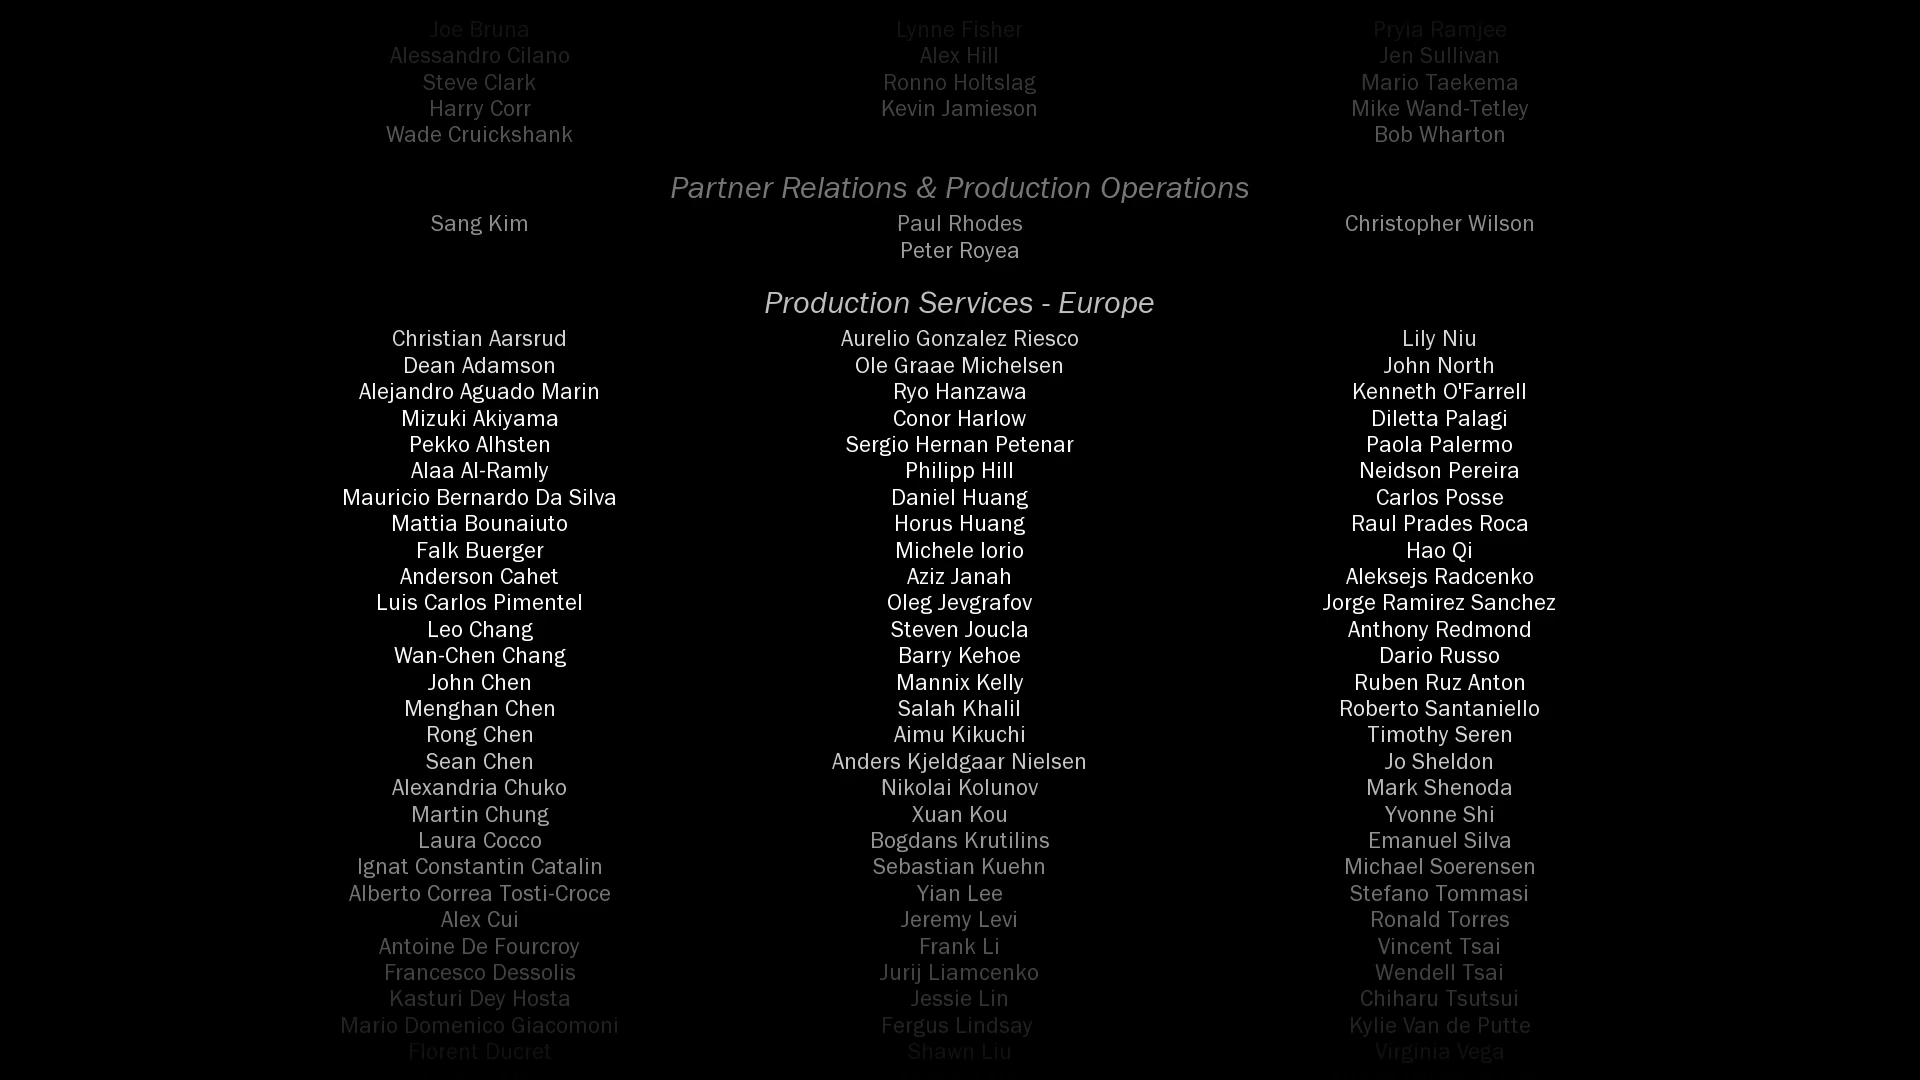 Joe Bruna Lynne Fisher Pryia Ramjee
Alessandro Cilano Alex Hill Jen Sullivan
Steve Clark Ronno Holtslag Mario Taekema
Harry Corr Kevin Jamieson Mike Wand-Tetley
Wade Cruickshank Bob Wharton
Partner Relations & Production Operations
Sang Kim Paul Rhodes Christopher Wilson
Peter Royea
Production Services - Europe
Christian Aarsrud Aurelio Gonzalez Riesco Lily Niu
Dean Adamson Ole Graae Michelsen John North
Alejandro Aguado Marin Ryo Hanzawa Kenneth O'Farrell
Mizuki Akiyama Conor Harlow Diletta Palagi
Pekko Alhsten Sergio Hernan Petenar Paola Palermo
Alaa Al-Ramly Philipp Hill Neidson Pereira
Mauricio Bernardo Da Silva Daniel Huang Carlos Posse
Mattia Bounaiuto Horus Huang Raul Prades Roca
Falk Buerger Michele Iorio Hao Qi
Anderson Cahet Aziz Janah Aleksejs Radcenko
Luis Carlos Pimentel Oleg Jevgrafov Jorge Ramirez Sanchez
Leo Chang Steven Joucla Anthony Redmond
Wan-Chen Chang Barry Kehoe Dario Russo
John Chen Mannix Kelly Ruben Ruz Anton
Menghan Chen Salah Khalil Roberto Santaniello
Rong Chen Aimu Kikuchi Timothy Seren
Sean Chen Anders Kjeldgaar Nielsen Jo Sheldon
Alexandria Chuko Nikolai Kolunov Mark Shenoda
Martin Chung Xuan Kou Yvonne Shi
Laura Cocco Bogdans Krutilins Emanuel Silva
Ignat Constantin Catalin Sebastian Kuehn Michael Soerensen
Alberto Correa Tosti-Croce Yian Lee Stefano Tommasi
Alex Cui Jeremy Levi Ronald Torres
Antoine De Fourcroy Frank Li Vincent Tsai
Francesco Dessolis Jurij Liamcenko Wendell Tsai
Kasturi Dey Hosta Jessie Lin Chiharu Tsutsui
Mario Domenico Giacomoni Fergus Lindsay Kylie Van de Putte
Florent Ducret Shawn Liu Virginia Vega